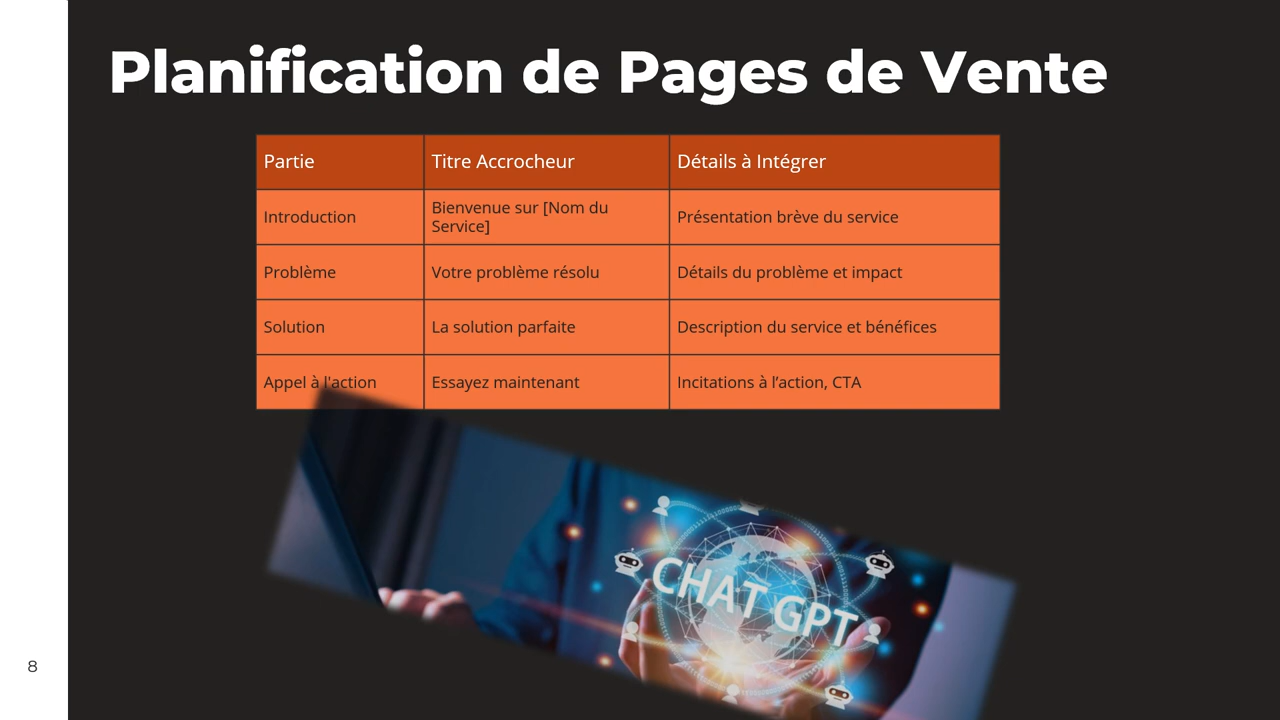 Planification de Pages de Vente
Partie
Titre Accrocheur
Détails à Intégrer
Introduction
Bienvenue sur [Nom du
Service]
Présentation brève du service
Problème
Votre problème résolu
Détails du problème et impact
Solution
La solution parfaite
Description du service et bénéfices
Appel à l'action
Essayez maintenant
Incitations à l’action, CTA
CHAT GPT
8